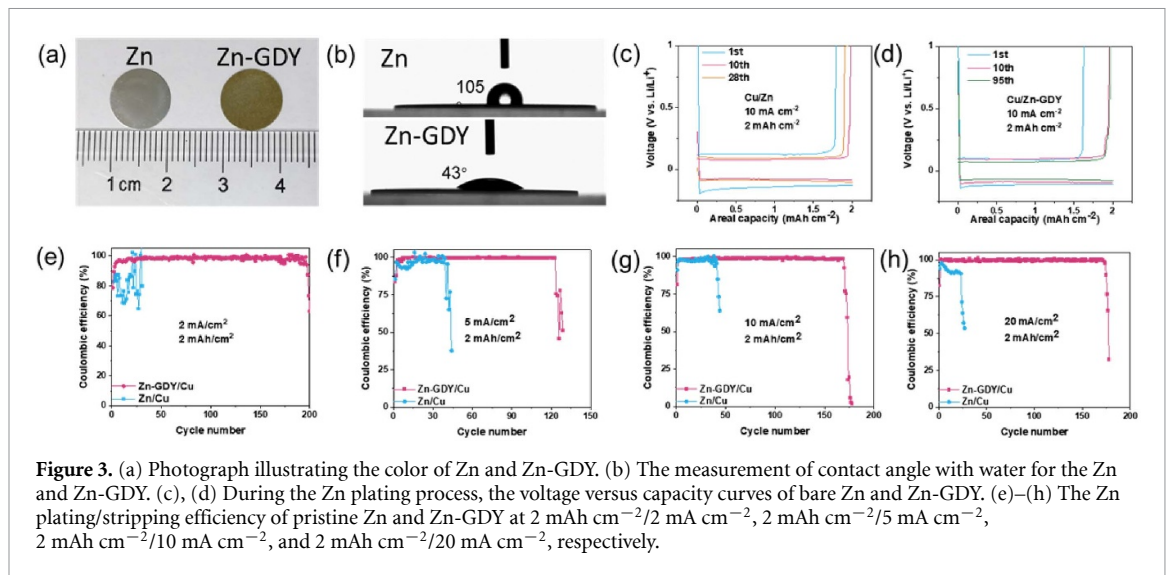 (a)
Zn
Zn-GDY
1 cm 2 3 4
(b)
Zn
105
°
Zn-GDY
43°
(c)
1
0.5
0
Voltage (V vs. Li/Li⁺)
1st
10th
28th
Cu/Zn
10 mA cm⁻²
2 mAh cm⁻²
0 0.5 1 1.5 2
Areal capacity (mAh cm⁻²)
(d)
1
0.5
0
Voltage (V vs. Li/Li⁺)
1st
10th
95th
Cu/Zn-GDY
10 mA cm⁻²
2 mAh cm⁻²
0 0.5 1 1.5 2
Areal capacity (mAh cm⁻²)
(e)
100
80
60
40
20
0
Coulombic efficiency (%)
2 mA/cm²
2 mAh/cm²
Zn-GDY/Cu
Zn/Cu
0 50 100 150 200
Cycle number
(f)
100
75
50
25
0
Coulombic efficiency (%)
5 mA/cm²
2 mAh/cm²
Zn-GDY/Cu
Zn/Cu
0 30 60 90 120 150
Cycle number
(g)
100
75
50
25
0
Coulombic efficiency (%)
10 mA/cm²
2 mAh/cm²
Zn-GDY/Cu
Zn/Cu
0 50 100 150 200
Cycle number
(h)
100
75
50
25
0
Coulombic efficiency (%)
20 mA/cm²
2 mAh/cm²
Zn-GDY/Cu
Zn/Cu
0 50 100 150 200
Cycle number
Figure 3. (a) Photograph illustrating the color of Zn and Zn-GDY. (b) The measurement of contact angle with water for the Zn
and Zn-GDY. (c), (d) During the Zn plating process, the voltage versus capacity curves of bare Zn and Zn-GDY. (e)–(h) The Zn
plating/stripping efficiency of pristine Zn and Zn-GDY at 2 mAh cm⁻²/2 mA cm⁻², 2 mAh cm⁻²/5 mA cm⁻²,
2 mAh cm⁻²/10 mA cm⁻², and 2 mAh cm⁻²/20 mA cm⁻², respectively.